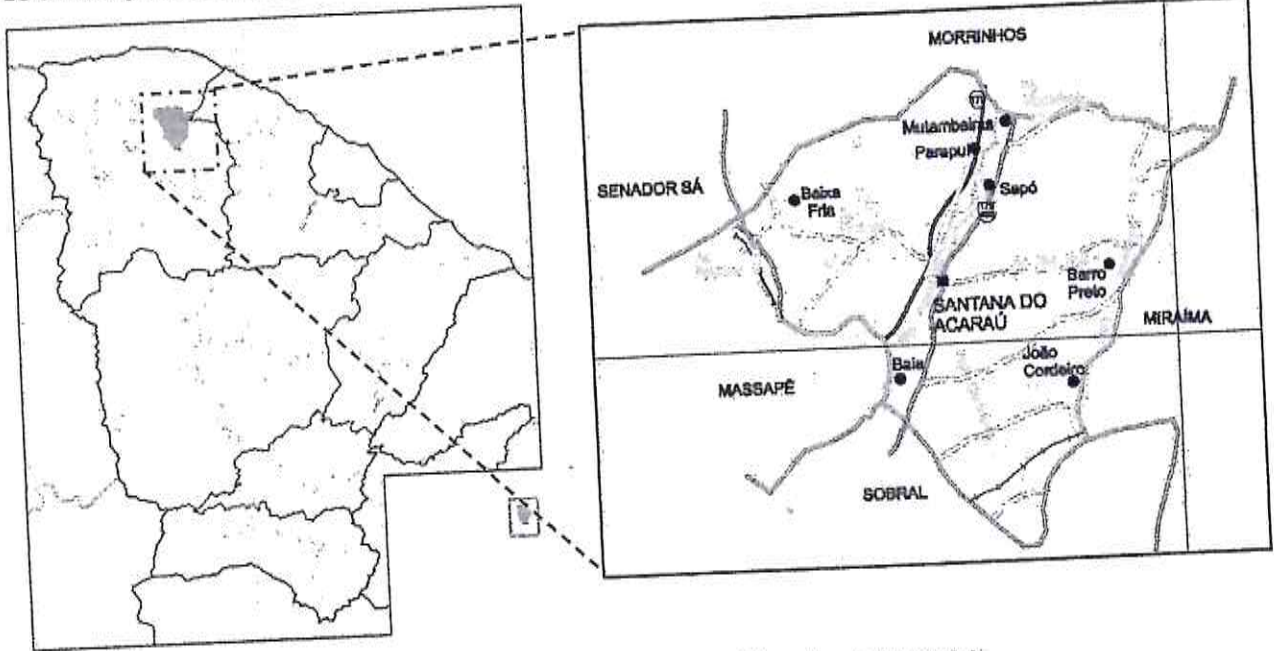 MORRINHOS
Mutambeiras
Parapuí
SENADOR SÁ
Baixa
Fria
Sapó
Barro
Preto
SANTANA DO
ACARAÚ
MIRAÍMA
Baia
João
Cordeiro
MASSAPÊ
SOBRAL